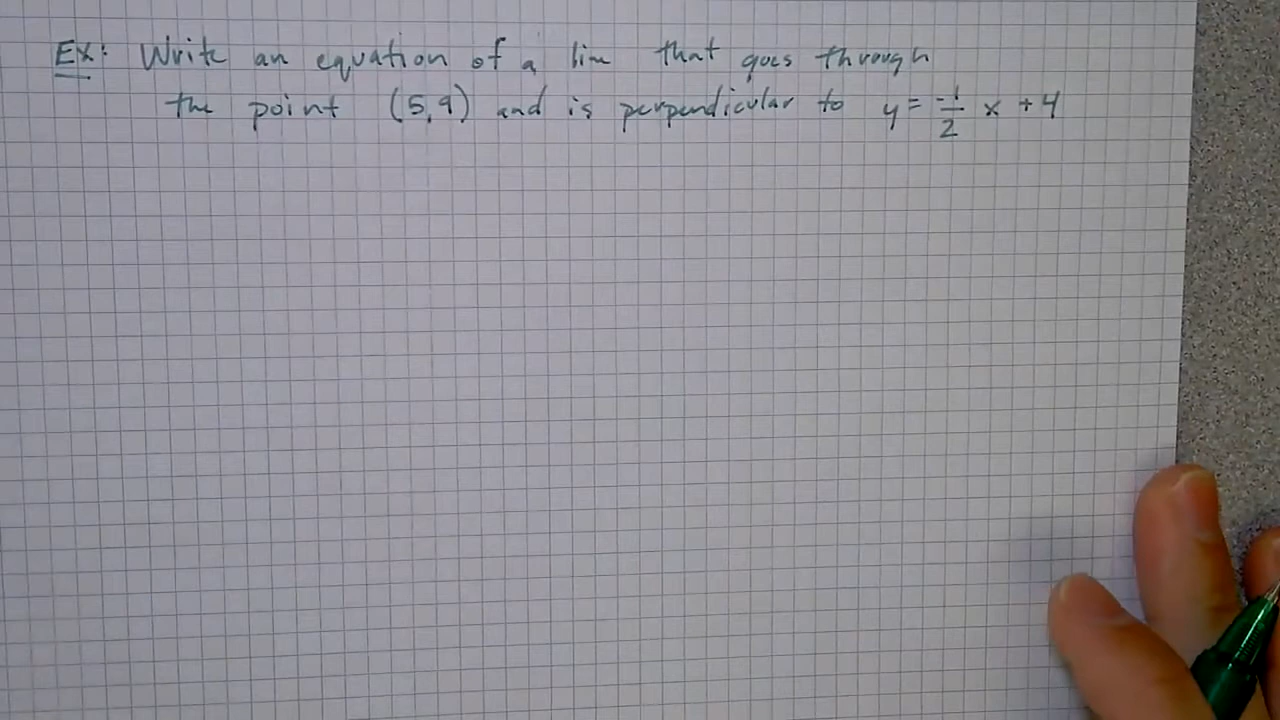 Ex: Write an equation of a line that goes through
the point (5,9) and is perpendicular to y = -1/2 x + 4